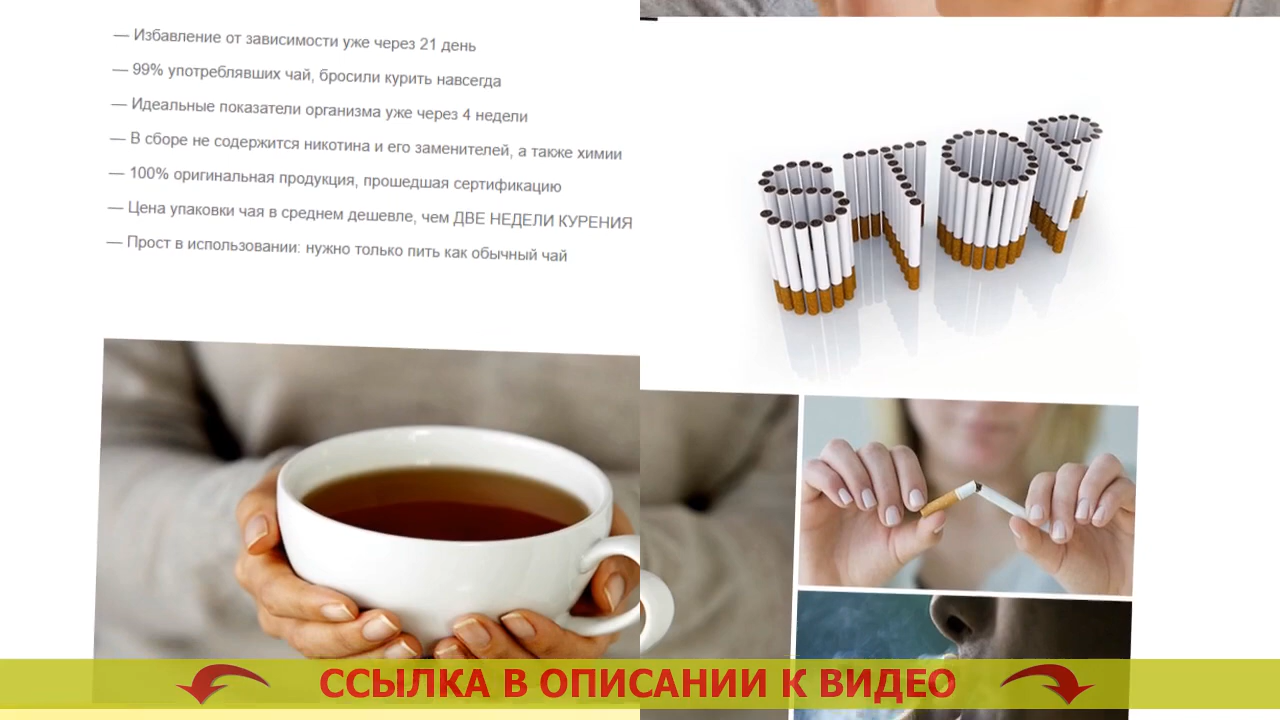 — Избавление от зависимости уже через 21 день
— 99% употреблявших чай, бросили курить навсегда
— Идеальные показатели организма уже через 4 недели
— В сборе не содержится никотина и его заменителей, а также химии
— 100% оригинальная продукция, прошедшая сертификацию
— Цена упаковки чая в среднем дешевле, чем ДВЕ НЕДЕЛИ КУРЕНИЯ
— Прост в использовании: нужно только пить как обычный чай
STOP
ССЫЛКА В ОПИСАНИИ К ВИДЕО